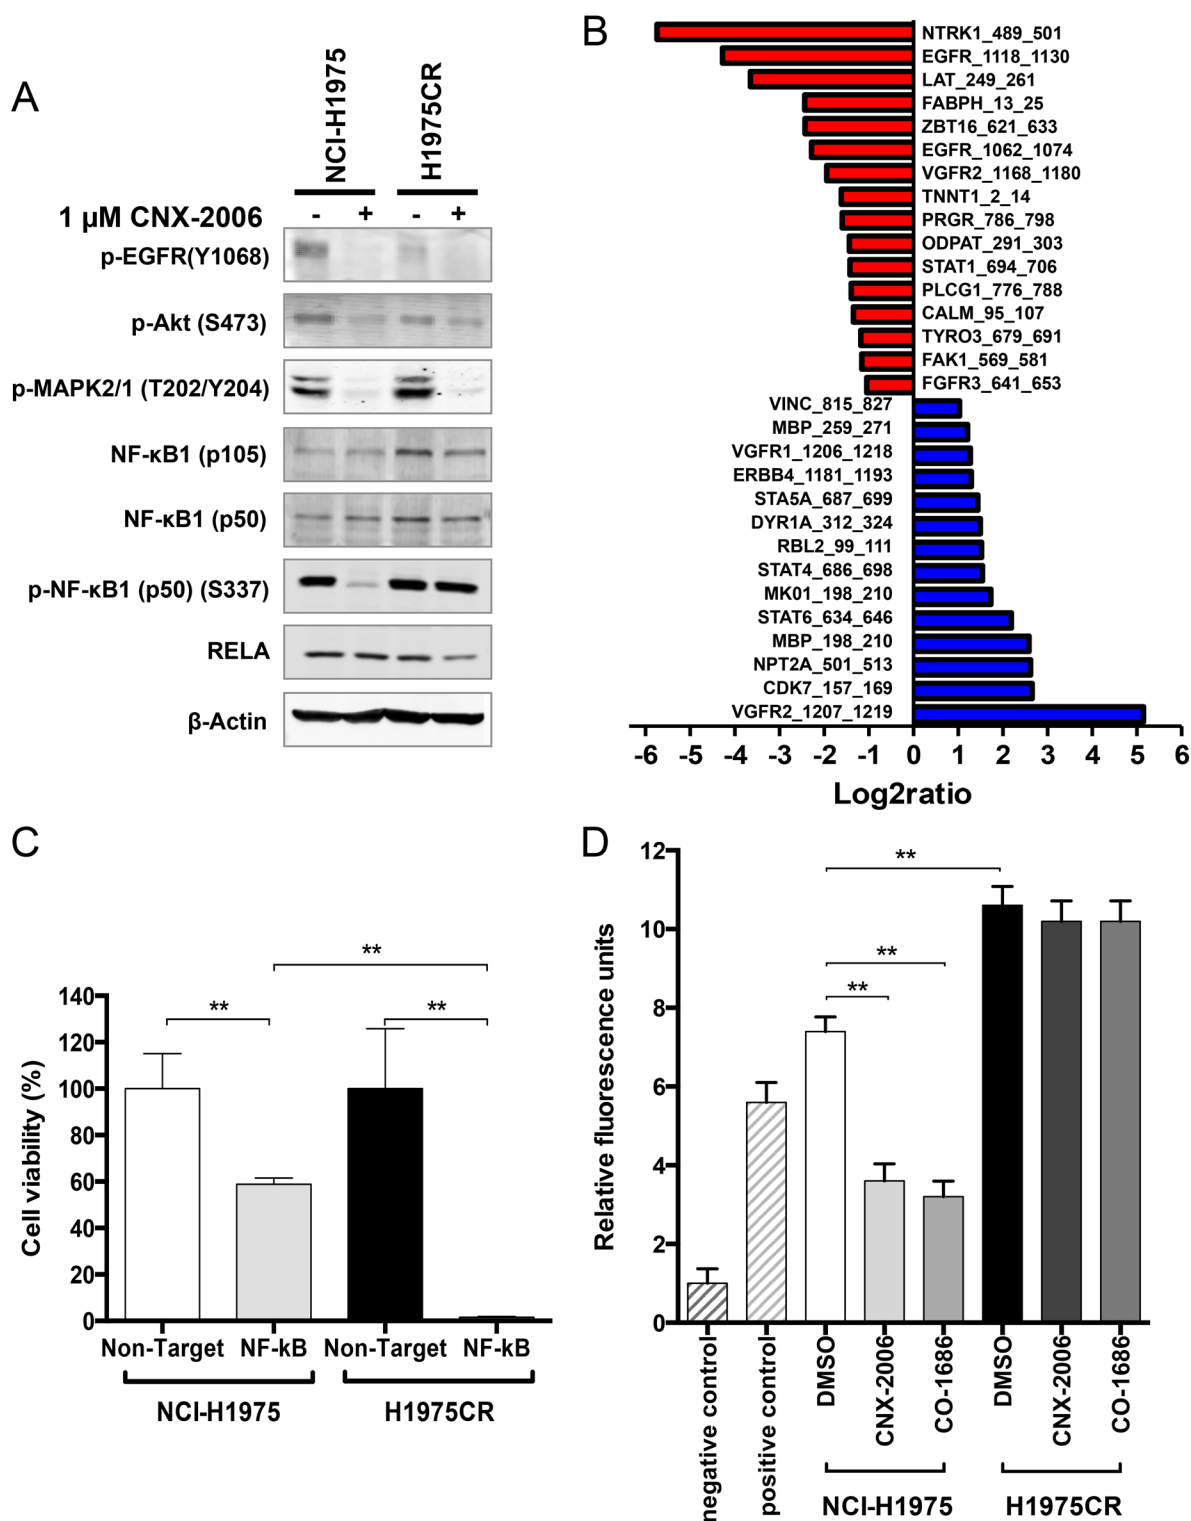 A
NCI-H1975
H1975CR
1 µM CNX-2006
- + - +
p-EGFR(Y1068)
p-Akt (S473)
p-MAPK2/1 (T202/Y204)
NF-κB1 (p105)
NF-κB1 (p50)
p-NF-κB1 (p50) (S337)
RELA
β-Actin
B
NTRK1_489_501
EGFR_1118_1130
LAT_249_261
FABPH_13_25
ZBT16_621_633
EGFR_1062_1074
VGFR2_1168_1180
TNNT1_2_14
PRGR_786_798
ODPAT_291_303
STAT1_694_706
PLCG1_776_788
CALM_95_107
TYRO3_679_691
FAK1_569_581
FGFR3_641_653
VINC_815_827
MBP_259_271
VGFR1_1206_1218
ERBB4_1181_1193
STA5A_687_699
DYR1A_312_324
RBL2_99_111
STAT4_686_698
MK01_198_210
STAT6_634_646
MBP_198_210
NPT2A_501_513
CDK7_157_169
VGFR2_1207_1219
-6 -5 -4 -3 -2 -1 0 1 2 3 4 5 6
Log2ratio
C
Cell viability (%)
140
120
100
80
60
40
20
0
**
**
**
Non-Target NF-kB Non-Target NF-kB
NCI-H1975 H1975CR
D
Relative fluorescence units
12
10
8
6
4
2
0
**
**
**
negative control
positive control
DMSO
CNX-2006
CO-1686
DMSO
CNX-2006
CO-1686
NCI-H1975 H1975CR